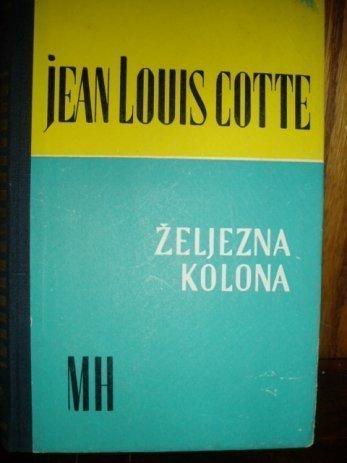 jEAN LOUIS COTTE
ŽELJEZNA
KOLONA
MH